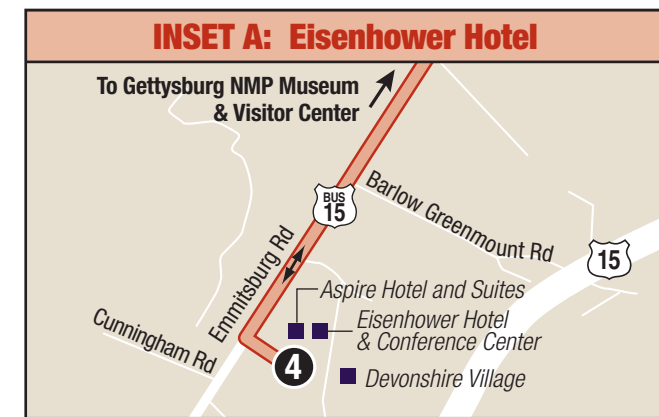 INSET A: Eisenhower Hotel
To Gettysburg NMP Museum
& Visitor Center
BUS
15
Barlow Greenmount Rd
15
Emmitsburg Rd
Aspire Hotel and Suites
Eisenhower Hotel
& Conference Center
Cunningham Rd
4
Devonshire Village